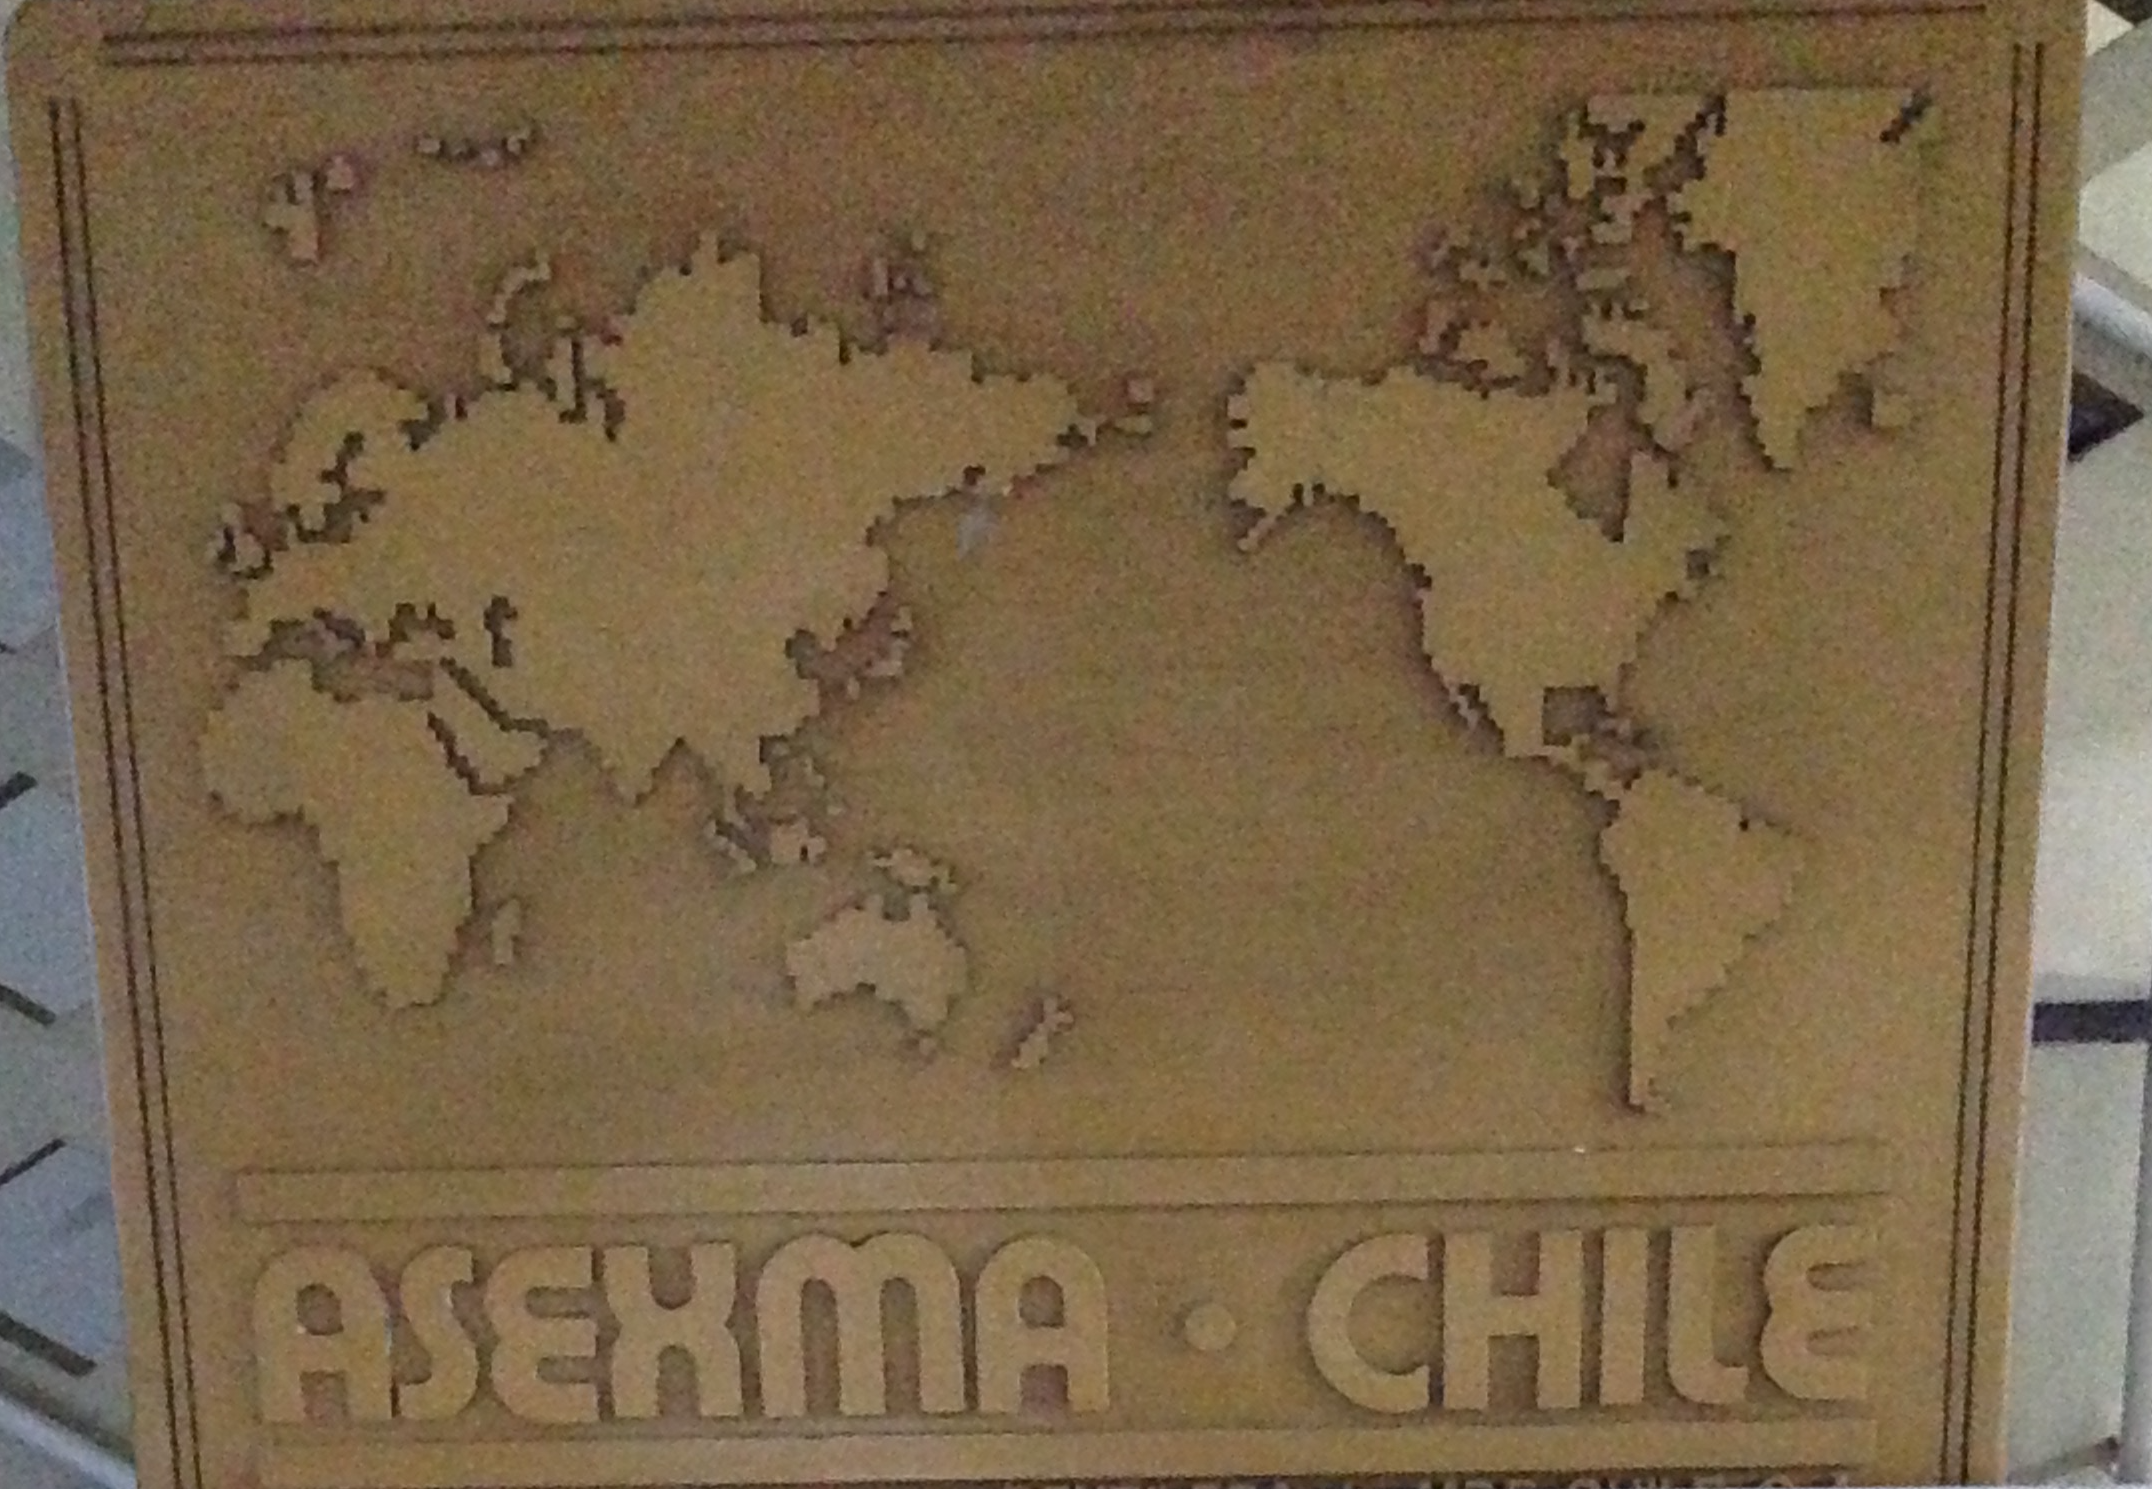 ASEXMA • CHILE